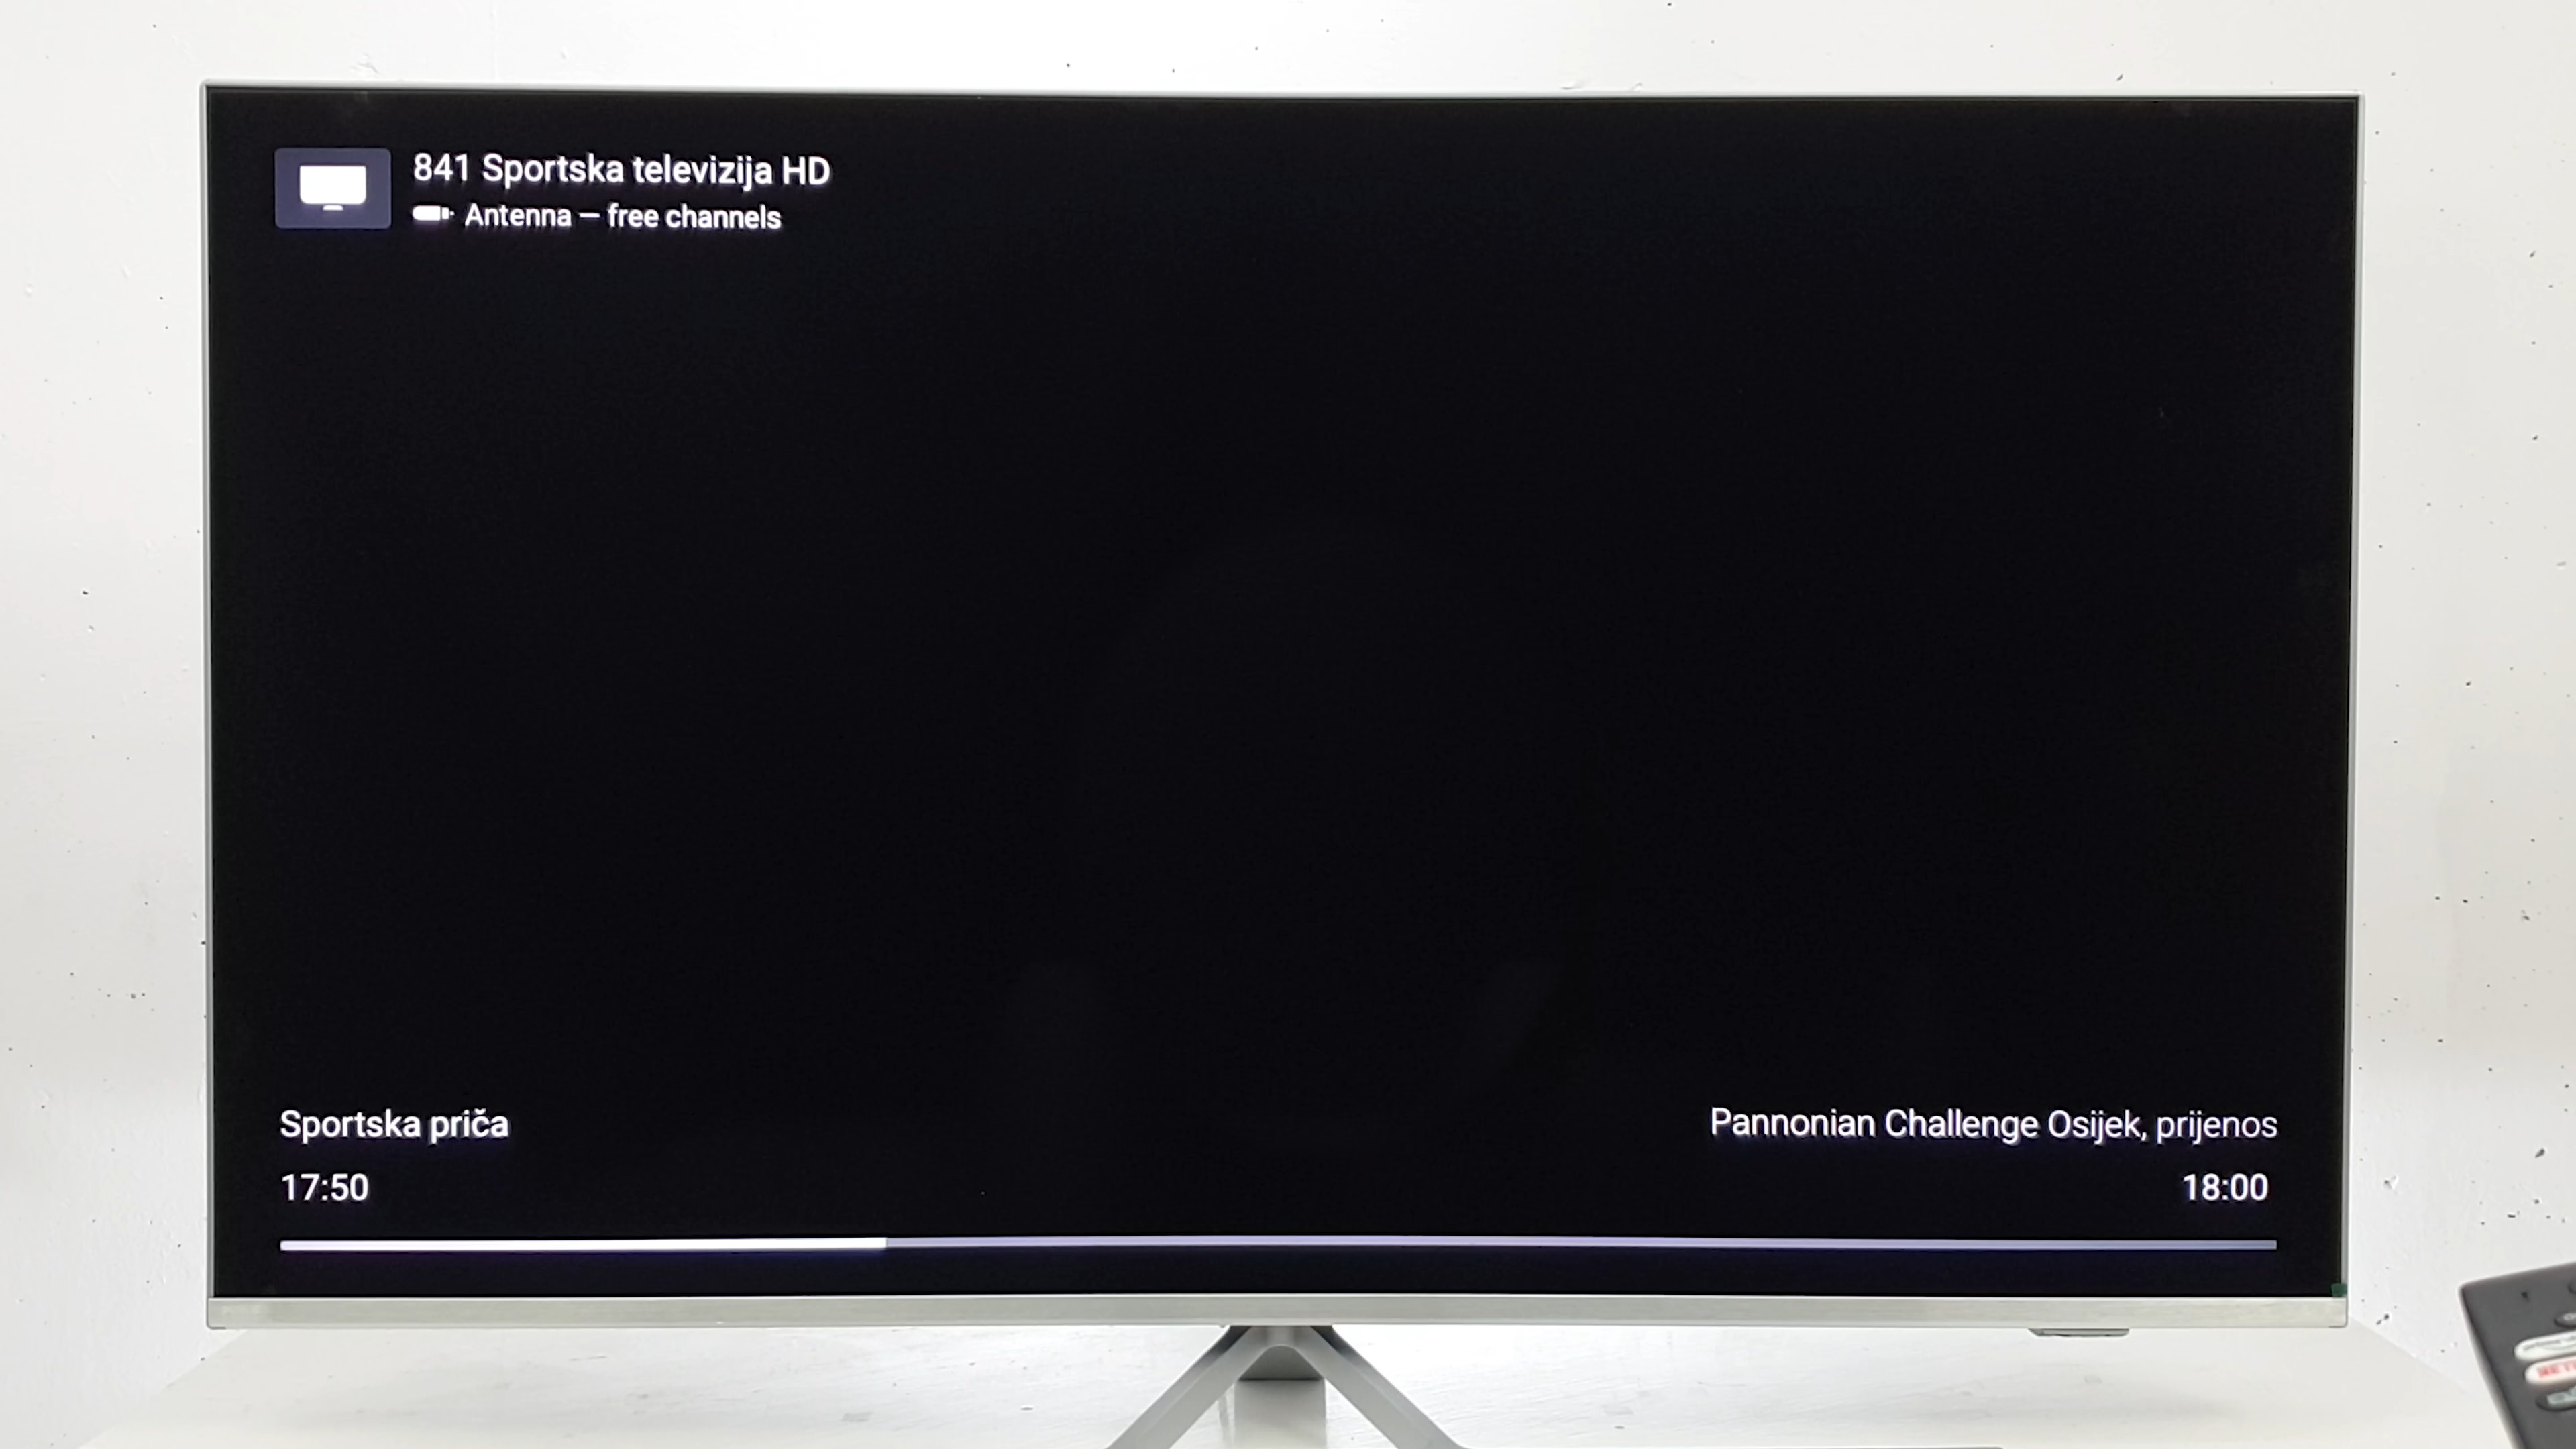 841 Sportska televizija HD
Antenna – free channels
Sportska priča
Pannonian Challenge Osijek, prijenos
17:50
18:00